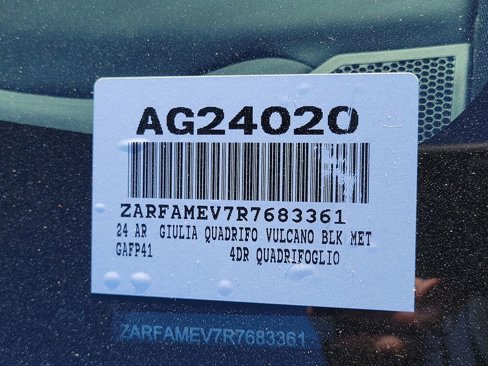 AG24020
ZARFAMEV7R7683361
24 AR GIULIA QUADRIFO VULCANO BLK MET
GAFP41 4DR QUADRIFOGLIO
ZARFAMEV7R7683361